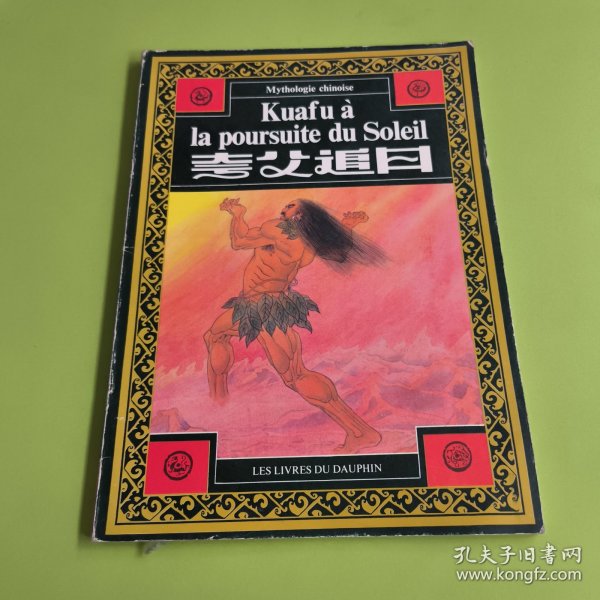 Mythologie chinoise
Kuafu à
la poursuite du Soleil
夸父追日
LES LIVRES DU DAUPHIN
孔夫子旧书网
www.kongfz.com